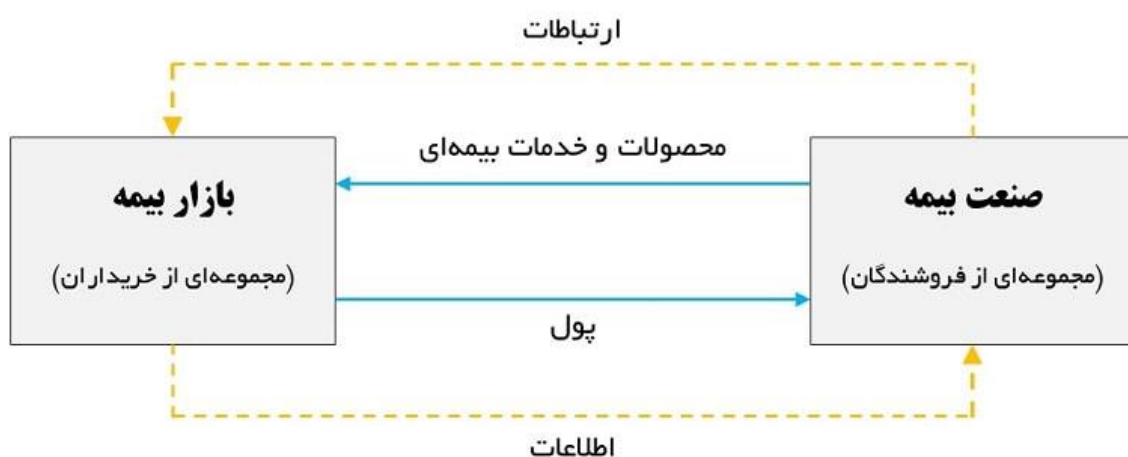 ارتباطات
محصولات و خدمات بیمه‌ای
صنعت بیمه
(مجموعه‌ای از فروشندگان)
بازار بیمه
(مجموعه‌ای از خریداران)
پول
اطلاعات